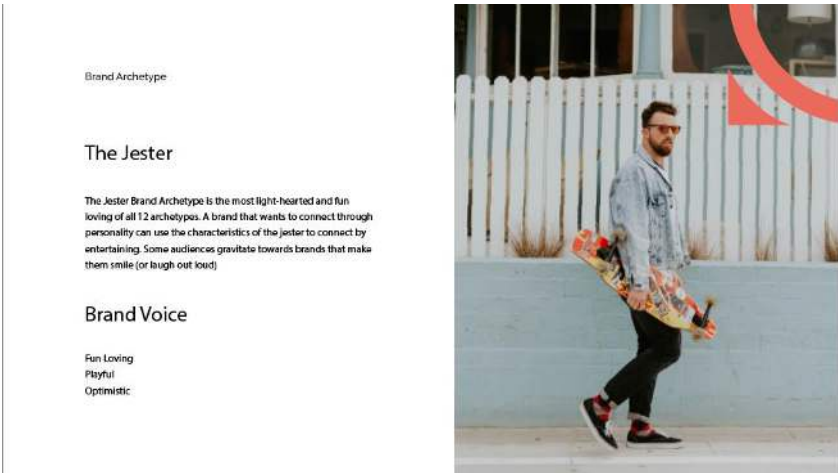 Brand Archetype
The Jester
The Jester Brand Archetype is the most light-hearted and fun
loving of all 12 archetypes. A brand that wants to connect through
personality can use the characteristics of the jester to connect by
entertaining. Some audiences gravitate towards brands that make
them smile (or laugh out loud)
Brand Voice
Fun Loving
Playful
Optimistic